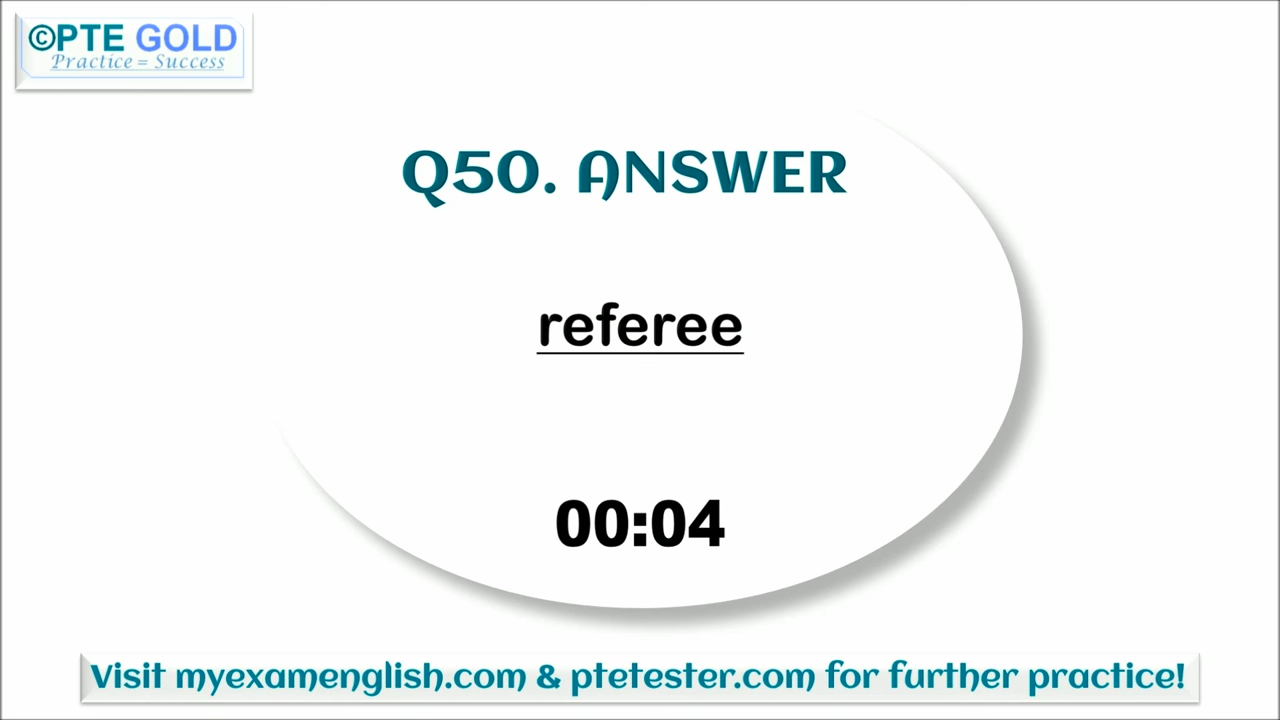 ©PTE GOLD
Practice = Success
Q50. ANSWER
referee
00:04
Visit myexamenglish.com & ptetester.com for further practice!